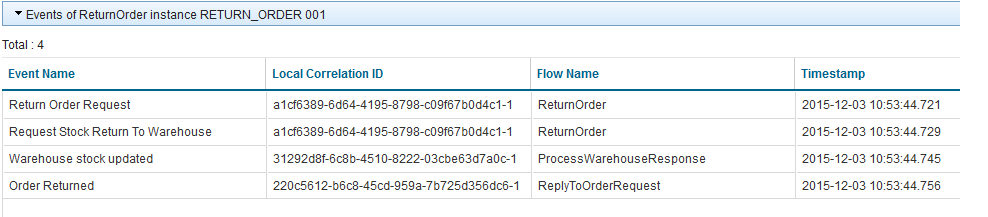 Events of ReturnOrder instance RETURN_ORDER 001
Total : 4
Event Name Local Correlation ID Flow Name Timestamp
Return Order Request a1cf6389-6d64-4195-8798-c09f67b0d4c1-1 ReturnOrder 2015-12-03 10:53:44.721
Request Stock Return To Warehouse a1cf6389-6d64-4195-8798-c09f67b0d4c1-1 ReturnOrder 2015-12-03 10:53:44.729
Warehouse stock updated 31292d8f-6c8b-4510-8222-03cbe63d7a0c-1 ProcessWarehouseResponse 2015-12-03 10:53:44.745
Order Returned 220c5612-b6c8-45cd-959a-7b725d356dc6-1 ReplyToOrderRequest 2015-12-03 10:53:44.756